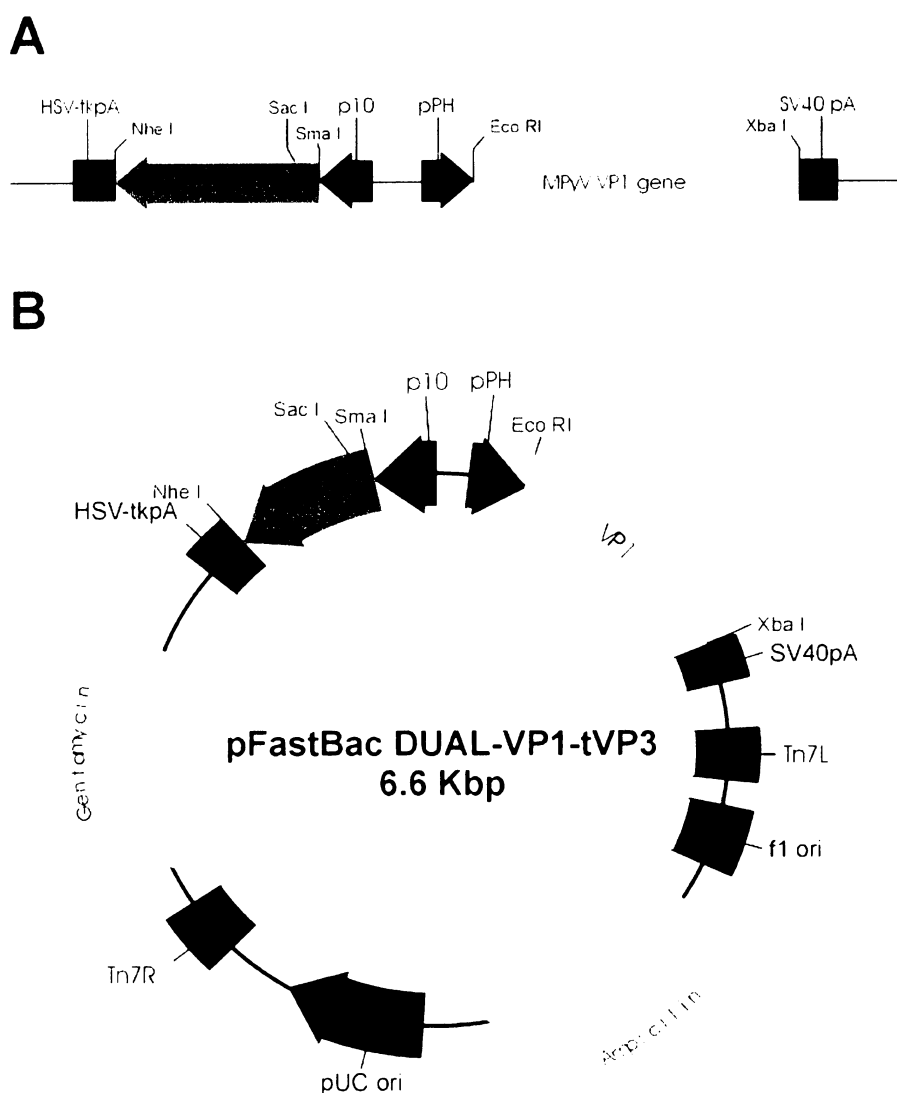 A
HSV-tkpA
Nhe I
Sac I
Sma I
p10
pPH
Eco RI
MPyV VP1 gene
Xba I
SV40 pA
B
p10
pPH
Sac I
Sma I
Eco RI
Nhe I
HSV-tkpA
VP1
Xba I
SV40pA
pFastBac DUAL-VP1-tVP3
6.6 Kbp
Tn7L
Gentamycin
f1 ori
Tn7R
Ampicillin
pUC ori